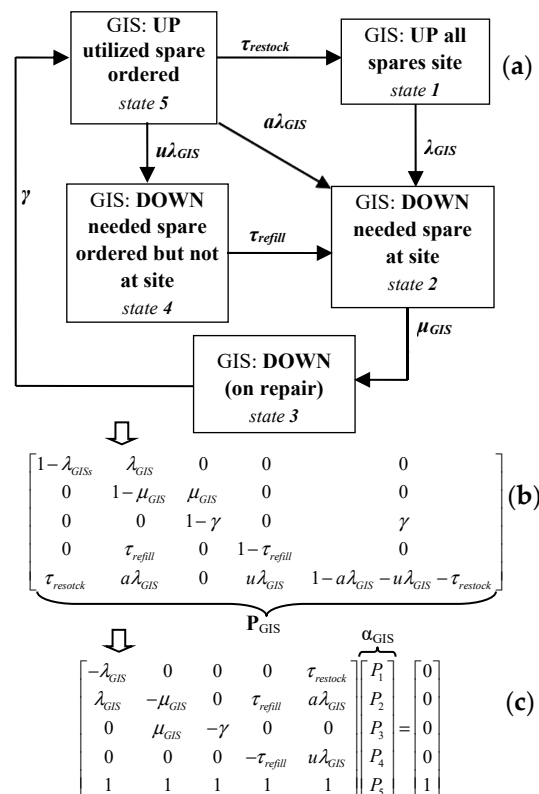 GIS: UP
utilized spare
ordered
state 5
τrestock
GIS: UP all
spares site
state 1
(a)
aλGIS
uλGIS
λGIS
γ
GIS: DOWN
needed spare
ordered but not
at site
state 4
τrefill
GIS: DOWN
needed spare
at site
state 2
μGIS
GIS: DOWN
(on repair)
state 3
1−λGISs λGIS 0 0 0
0 1−μGIS μGIS 0 0
0 0 1−γ 0 γ
0 τrefill 0 1−τrefill 0
τresotck aλGIS 0 uλGIS 1−aλGIS −uλGIS −τrestock
(b)
PGIS
αGIS
−λGIS 0 0 0 τrestock P1 0
λGIS −μGIS 0 τrefill aλGIS P2 0
0 μGIS −γ 0 0 P3 = 0
0 0 0 −τrefill uλGIS P4 0
1 1 1 1 1 P5 1
(c)